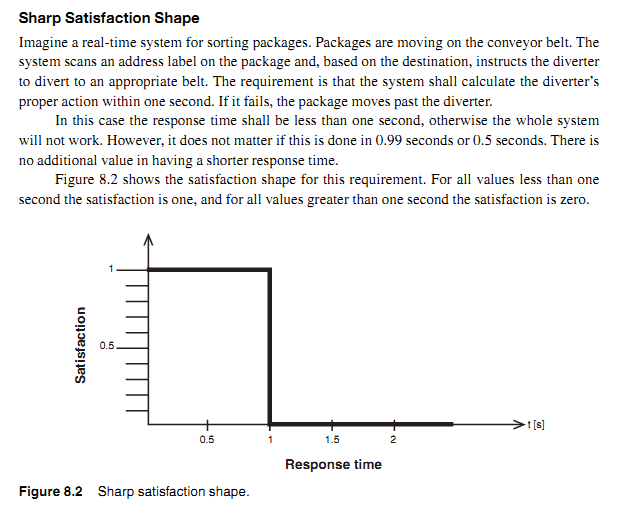 Sharp Satisfaction Shape
Imagine a real-time system for sorting packages. Packages are moving on the conveyor belt. The
system scans an address label on the package and, based on the destination, instructs the diverter
to divert to an appropriate belt. The requirement is that the system shall calculate the diverter's
proper action within one second. If it fails, the package moves past the diverter.
In this case the response time shall be less than one second, otherwise the whole system
will not work. However, it does not matter if this is done in 0.99 seconds or 0.5 seconds. There is
no additional value in having a shorter response time.
Figure 8.2 shows the satisfaction shape for this requirement. For all values less than one
second the satisfaction is one, and for all values greater than one second the satisfaction is zero.
1
0.5
Satisfaction
t [s]
0.5 1 1.5 2
Response time
Figure 8.2 Sharp satisfaction shape.